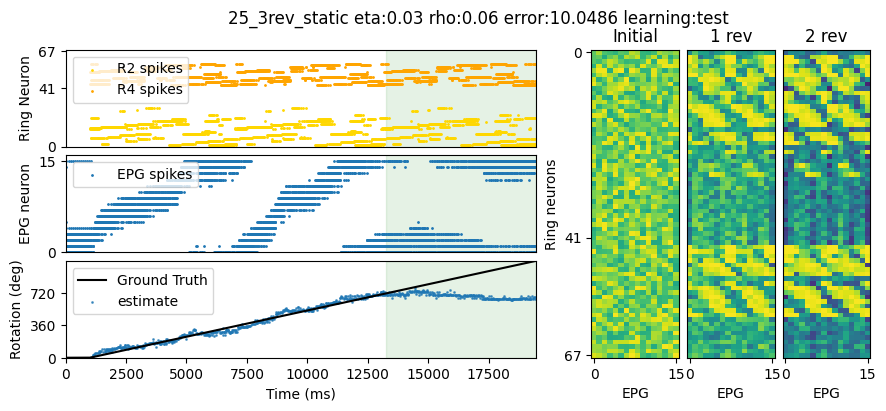 25_3rev_static eta:0.03 rho:0.06 error:10.0486 learning:test
Ring Neuron
67
41
0
R2 spikes
R4 spikes
EPG neuron
15
0
EPG spikes
Rotation (deg)
720
360
0
Ground Truth
estimate
0 2500 5000 7500 10000 12500 15000 17500
Time (ms)
Initial 1 rev 2 rev
Ring neurons
0
41
67
0 15 0 15 0 15
EPG EPG EPG